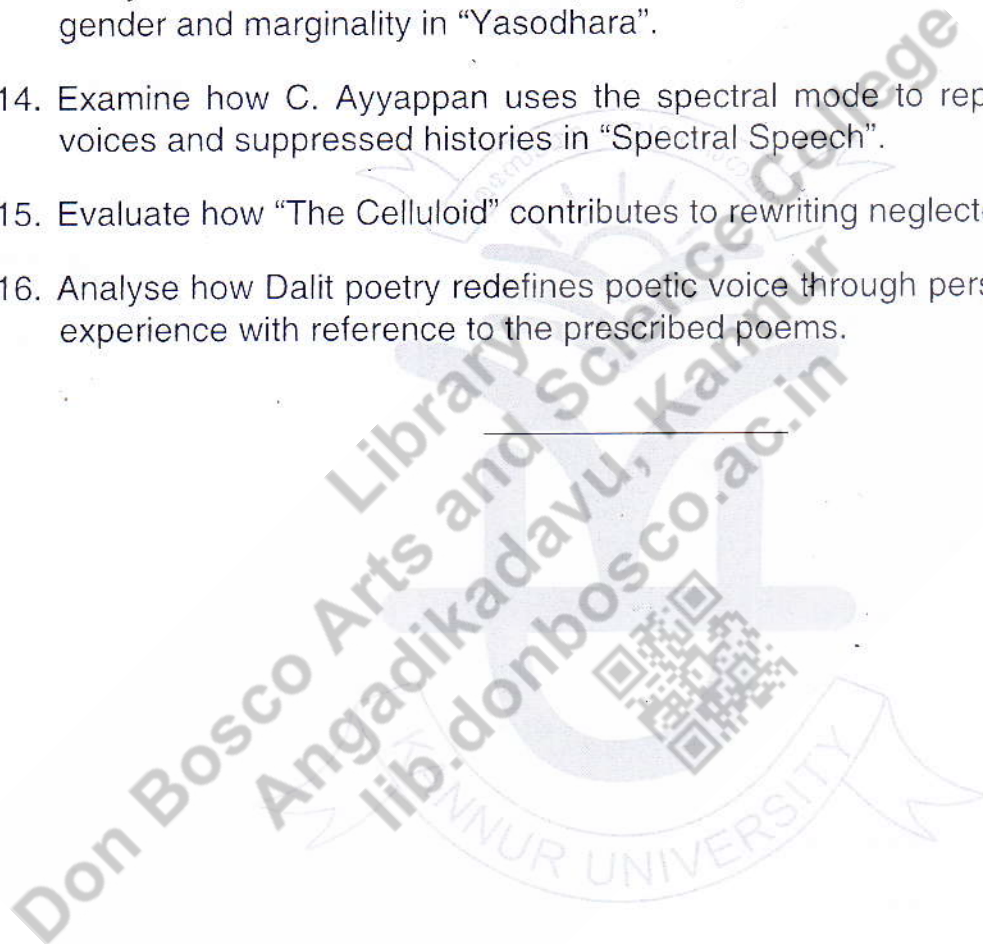 gender and marginality in “Yasodhara”.
14. Examine how C. Ayyappan uses the spectral mode to rep
voices and suppressed histories in “Spectral Speech”.
15. Evaluate how “The Celluloid” contributes to rewriting neglect
16. Analyse how Dalit poetry redefines poetic voice through pers
experience with reference to the prescribed poems.
Library
Don Bosco Arts and Science College
Angadikadavu, Kannur
lib.donbosco.ac.in
KANNUR UNIVERSITY